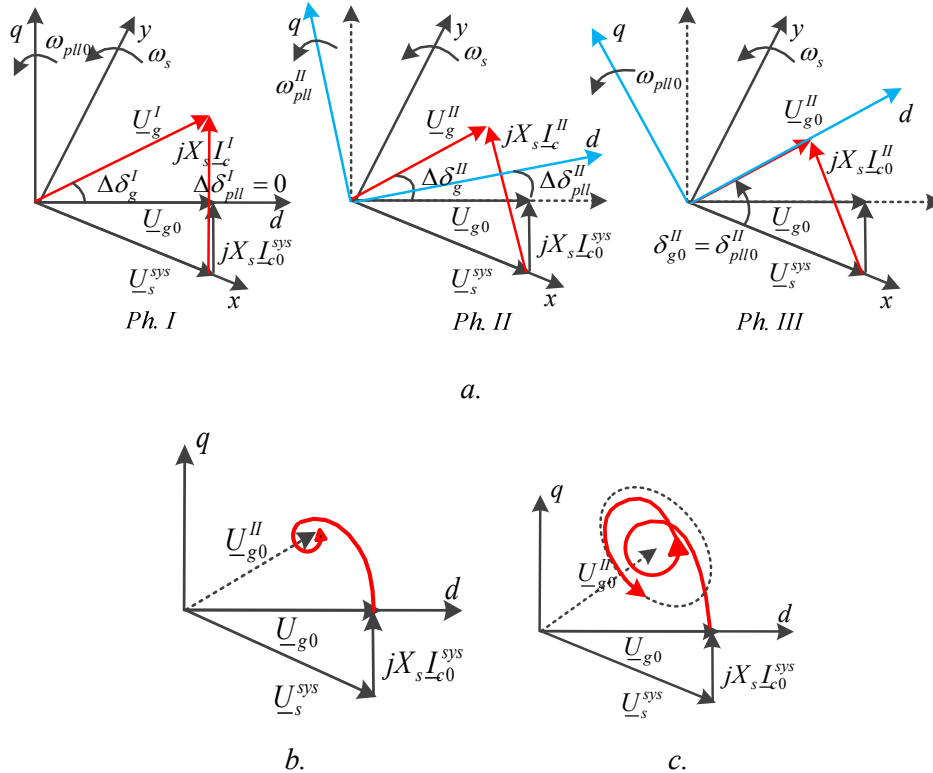 q ω_pll0 y ω_s
U_g^I
jX_s I_c^I
Δδ_g^I Δδ_pll^I = 0
d
U_g0
jX_s I_c0^sys
U_s^sys
x
Ph. I
q ω_pll^II y ω_s
U_g^II
jX_s I_c^II
d
Δδ_g^II Δδ_pll^II
U_g0
jX_s I_c0^sys
U_s^sys
x
Ph. II
q ω_pll0 y ω_s
U_g0^II
d
jX_s I_c0^II
U_g0
δ_g0^II = δ_pll0^II
U_s^sys
x
Ph. III
a.
q
U_g0^II
d
U_g0
jX_s I_c0^sys
U_s^sys
b.
q
U_g0^II
d
U_g0
jX_s I_c0^sys
U_s^sys
c.